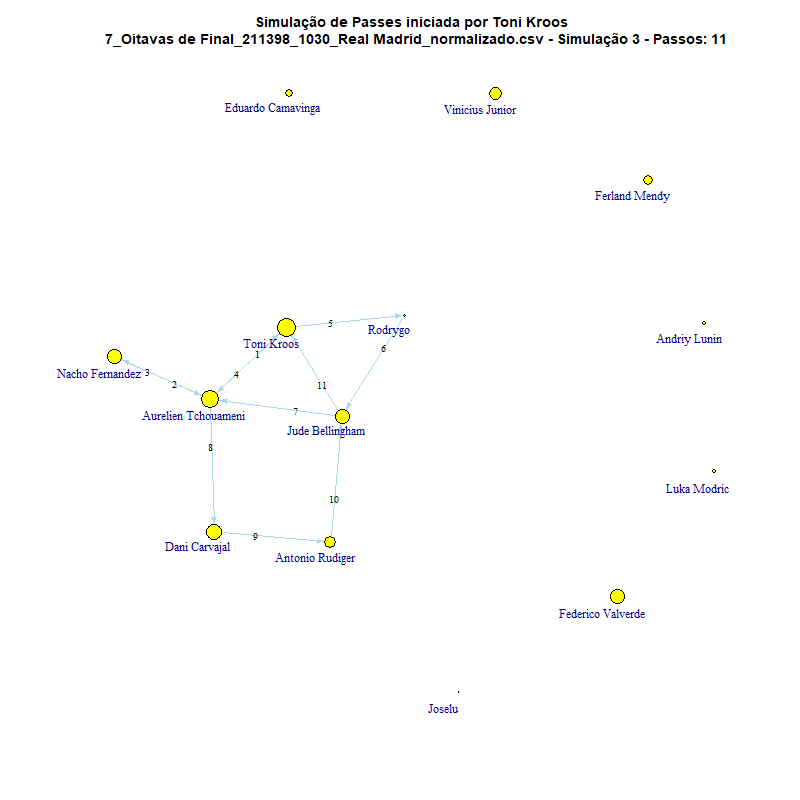 Simulação de Passes iniciada por Toni Kroos
7_Oitavas de Final_211398_1030_Real Madrid_normalizado.csv - Simulação 3 - Passos: 11
Eduardo Camavinga
Vinicius Junior
Ferland Mendy
5
Rodrygo
Andriy Lunin
Toni Kroos
1
6
Nacho Fernandez
3
4
2
11
Aurelien Tchouameni
7
Jude Bellingham
8
Luka Modric
10
9
Dani Carvajal
Antonio Rudiger
Federico Valverde
Joselu